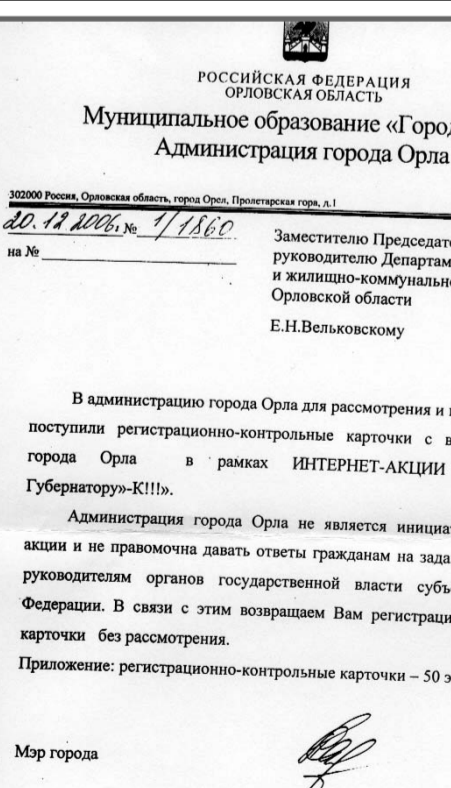 РОССИЙСКАЯ ФЕДЕРАЦИЯ
ОРЛОВСКАЯ ОБЛАСТЬ
Муниципальное образование «Город
Администрация города Орла
302000 Россия, Орловская область, город Орел, Пролетарская гора, д.1
20.12.2006г № 1/1860
на №
Заместителю Председате
руководителю Департам
и жилищно-коммунальн
Орловской области
Е.Н.Вельковскому
В администрацию города Орла для рассмотрения и
поступили регистрационно-контрольные карточки с в
города Орла в рамках ИНТЕРНЕТ-АКЦИИ
Губернатору»-К!!!».
Администрация города Орла не является инициат
акции и не правомочна давать ответы гражданам на зада
руководителям органов государственной власти субъ
Федерации. В связи с этим возвращаем Вам регистраци
карточки без рассмотрения.
Приложение: регистрационно-контрольные карточки – 50 э
Мэр города